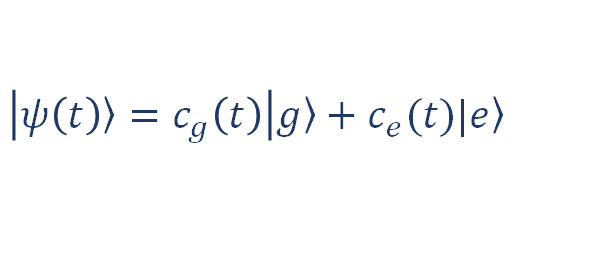 |ψ(t)⟩ = c_g(t)|g⟩ + c_e(t)|e⟩